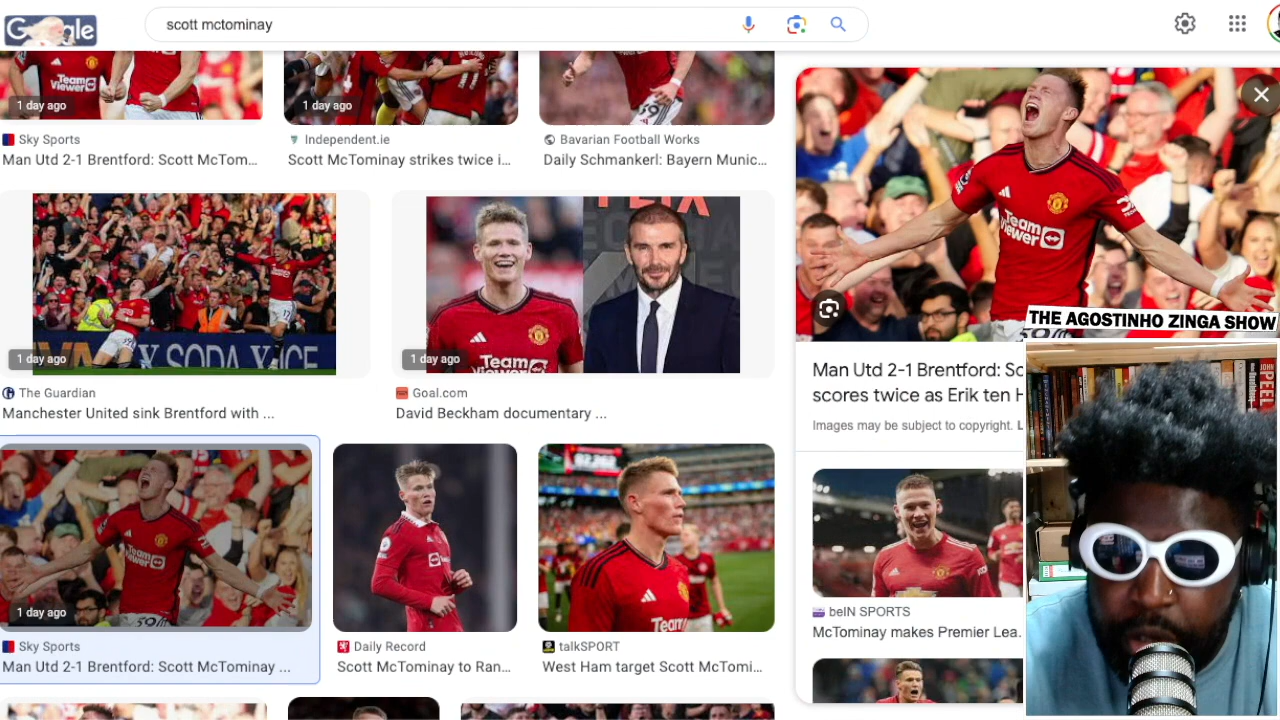 Google
scott mctominay
1 day ago
1 day ago
Sky Sports
Man Utd 2-1 Brentford: Scott McTom...
Independent.ie
Scott McTominay strikes twice i...
Bavarian Football Works
Daily Schmankerl: Bayern Munic...
1 day ago
1 day ago
The Guardian
Manchester United sink Brentford with ...
Goal.com
David Beckham documentary ...
TeamViewer
THE AGOSTINHO ZINGA SHOW
Man Utd 2-1 Brentford: Sc
scores twice as Erik ten H
Images may be subject to copyright. L
1 day ago
Sky Sports
Man Utd 2-1 Brentford: Scott McTominay ...
Daily Record
Scott McTominay to Ran...
talkSPORT
West Ham target Scott McTomi...
beIN SPORTS
McTominay makes Premier Lea...
JOHN PEEL